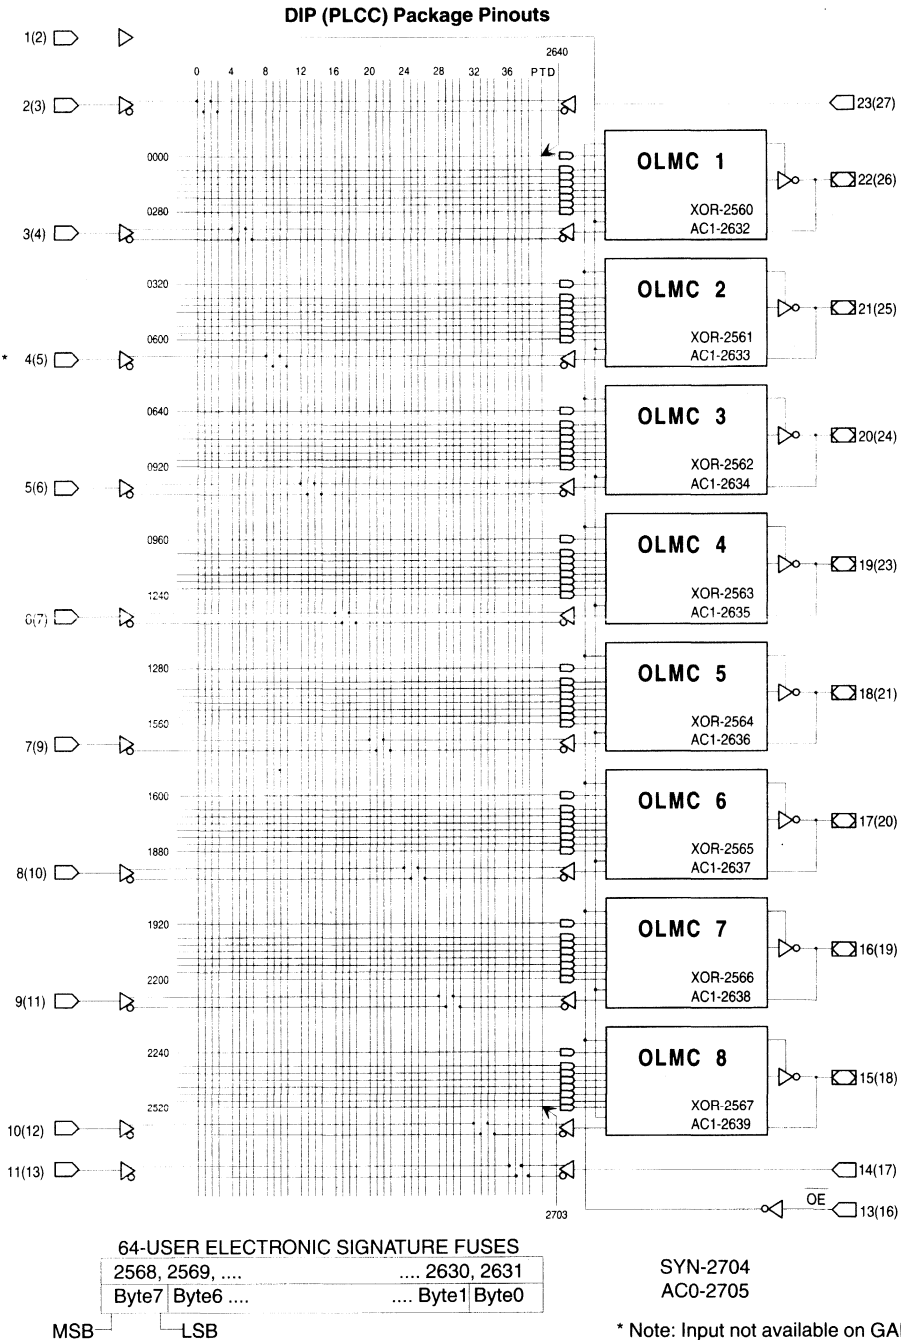 DIP (PLCC) Package Pinouts
1(2)
2640
0 4 8 12 16 20 24 28 32 36 PTD
2(3)
23(27)
0000
OLMC 1
22(26)
XOR-2560
0280
AC1-2632
3(4)
0320
OLMC 2
21(25)
XOR-2561
0600
AC1-2633
* 4(5)
0640
OLMC 3
20(24)
XOR-2562
0920
AC1-2634
5(6)
0960
OLMC 4
19(23)
XOR-2563
1240
AC1-2635
6(7)
1280
OLMC 5
18(21)
XOR-2564
1560
AC1-2636
7(9)
1600
OLMC 6
17(20)
XOR-2565
1880
AC1-2637
8(10)
1920
OLMC 7
16(19)
XOR-2566
2200
AC1-2638
9(11)
2240
OLMC 8
15(18)
XOR-2567
2520
AC1-2639
10(12)
11(13)
14(17)
OE
2703
13(16)
64-USER ELECTRONIC SIGNATURE FUSES
2568, 2569, .... .... 2630, 2631
Byte7 Byte6 .... .... Byte1 Byte0
MSB LSB
SYN-2704
AC0-2705
* Note: Input not available on GAL